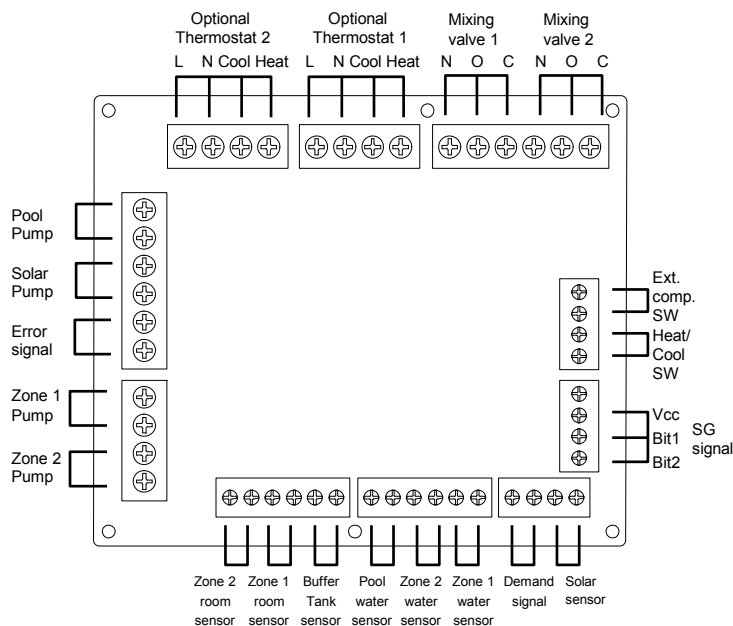 Optional
Thermostat 2
L N Cool Heat
Optional
Thermostat 1
L N Cool Heat
Mixing
valve 1
N O C
Mixing
valve 2
N O C
Pool
Pump
Solar
Pump
Error
signal
Zone 1
Pump
Zone 2
Pump
Ext.
comp.
SW
Heat/
Cool
SW
Vcc
Bit1
Bit2
SG
signal
Zone 2
room
sensor
Zone 1
room
sensor
Buffer
Tank
sensor
Pool
water
sensor
Zone 2
water
sensor
Zone 1
water
sensor
Demand
signal
Solar
sensor